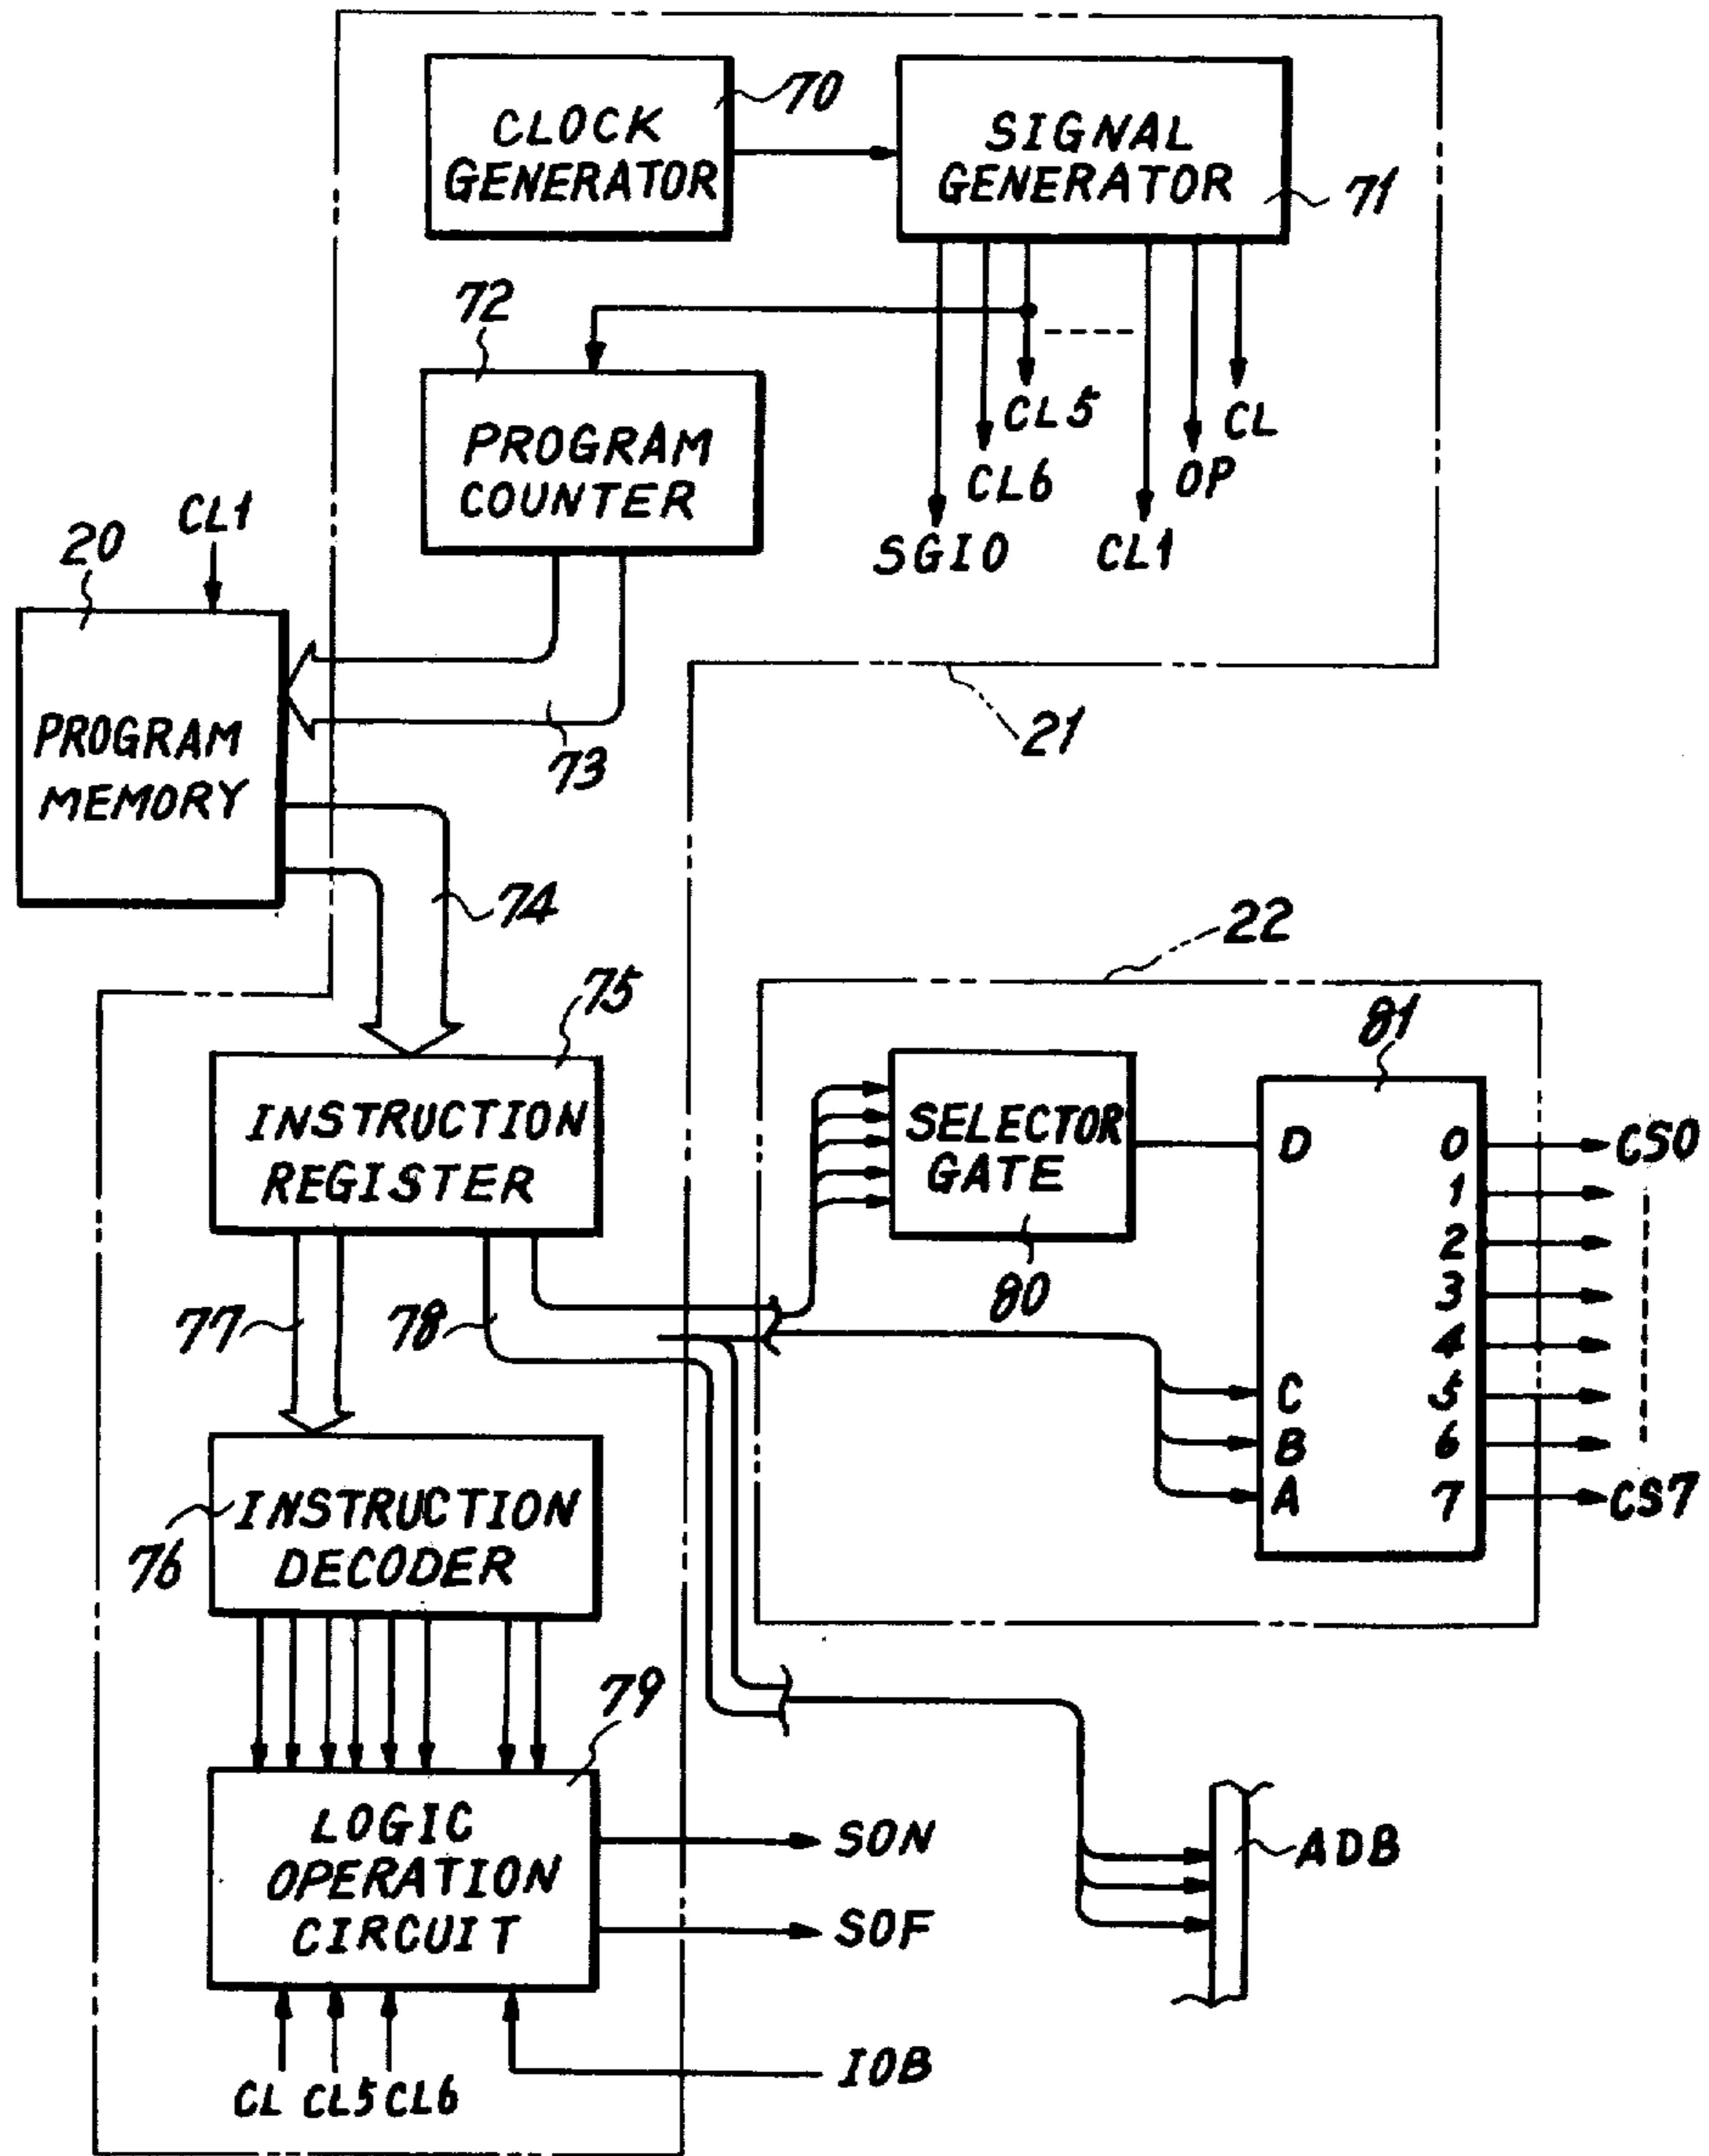 CLOCK
GENERATOR
70
SIGNAL
GENERATOR
71
72
PROGRAM
COUNTER
CL5
CL
CL6
OP
SGIO
CL1
CL1
20
PROGRAM
MEMORY
73
21
74
22
75
INSTRUCTION
REGISTER
81
SELECTOR
GATE
80
D
C
B
A
0
1
2
3
4
5
6
7
CS0
CS7
77
78
76
INSTRUCTION
DECODER
79
LOGIC
OPERATION
CIRCUIT
SON
SOF
ADB
IOB
CL CL5 CL6